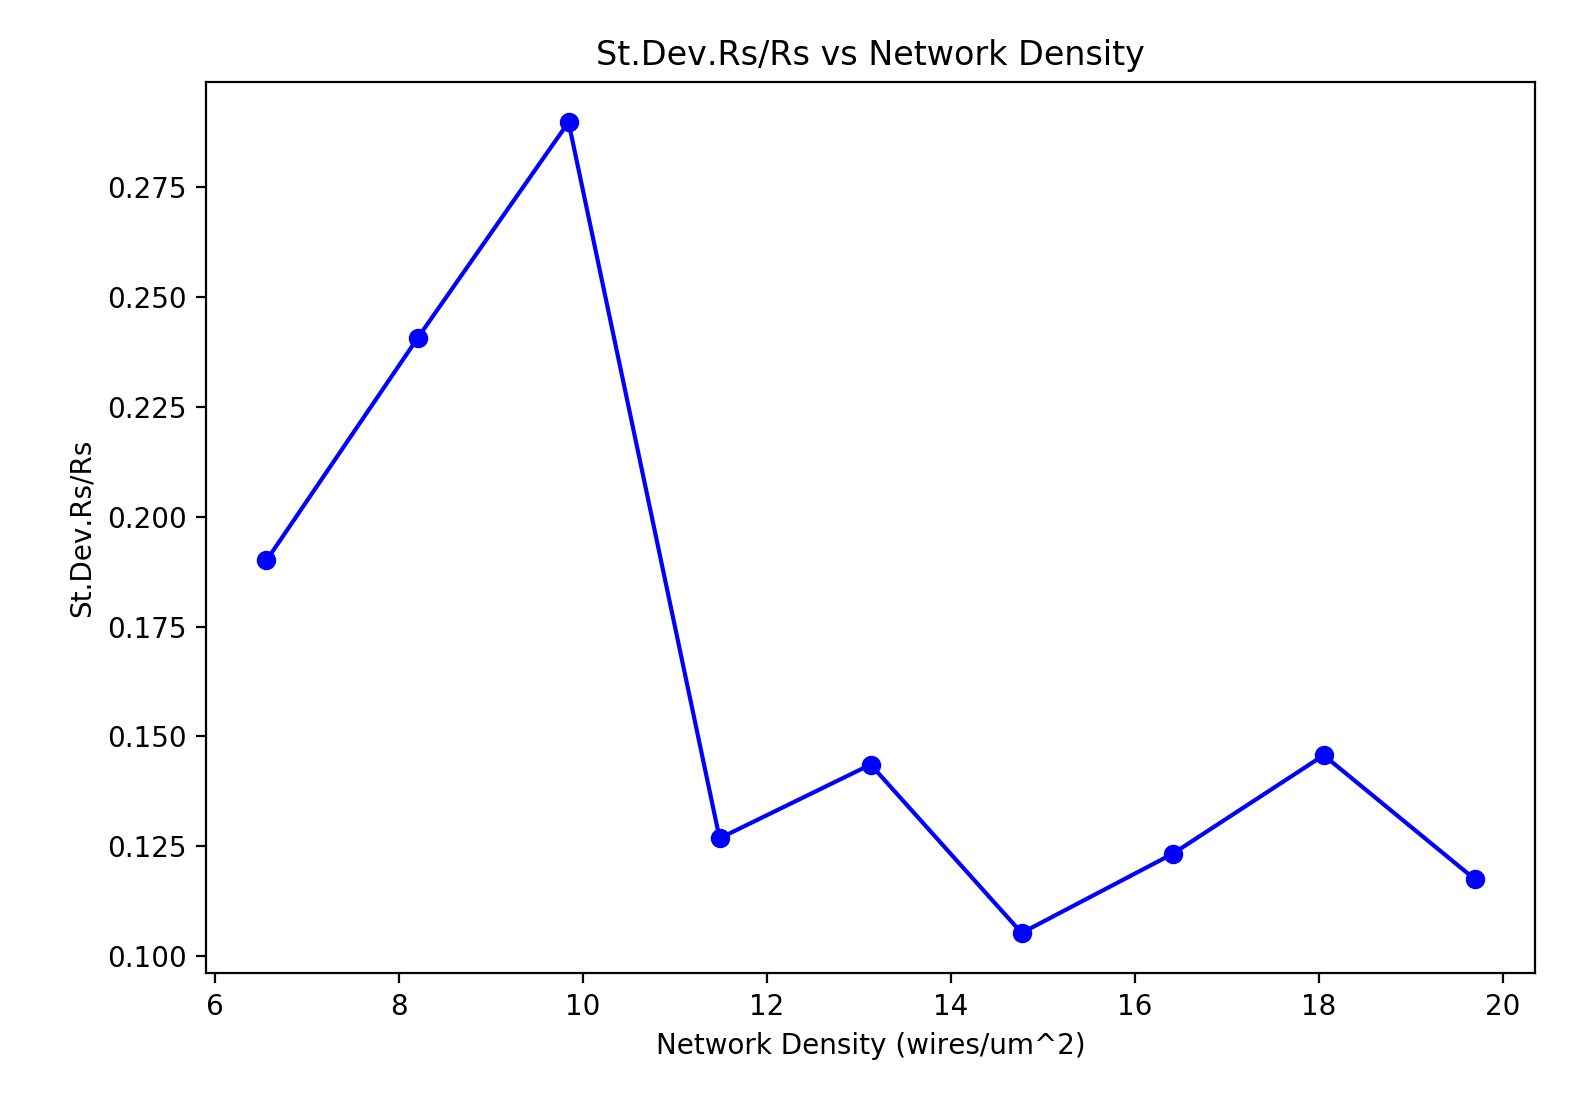 St.Dev.Rs/Rs vs Network Density
0.275
0.250
0.225
0.200
0.175
0.150
0.125
0.100
St.Dev.Rs/Rs
6 8 10 12 14 16 18 20
Network Density (wires/um^2)